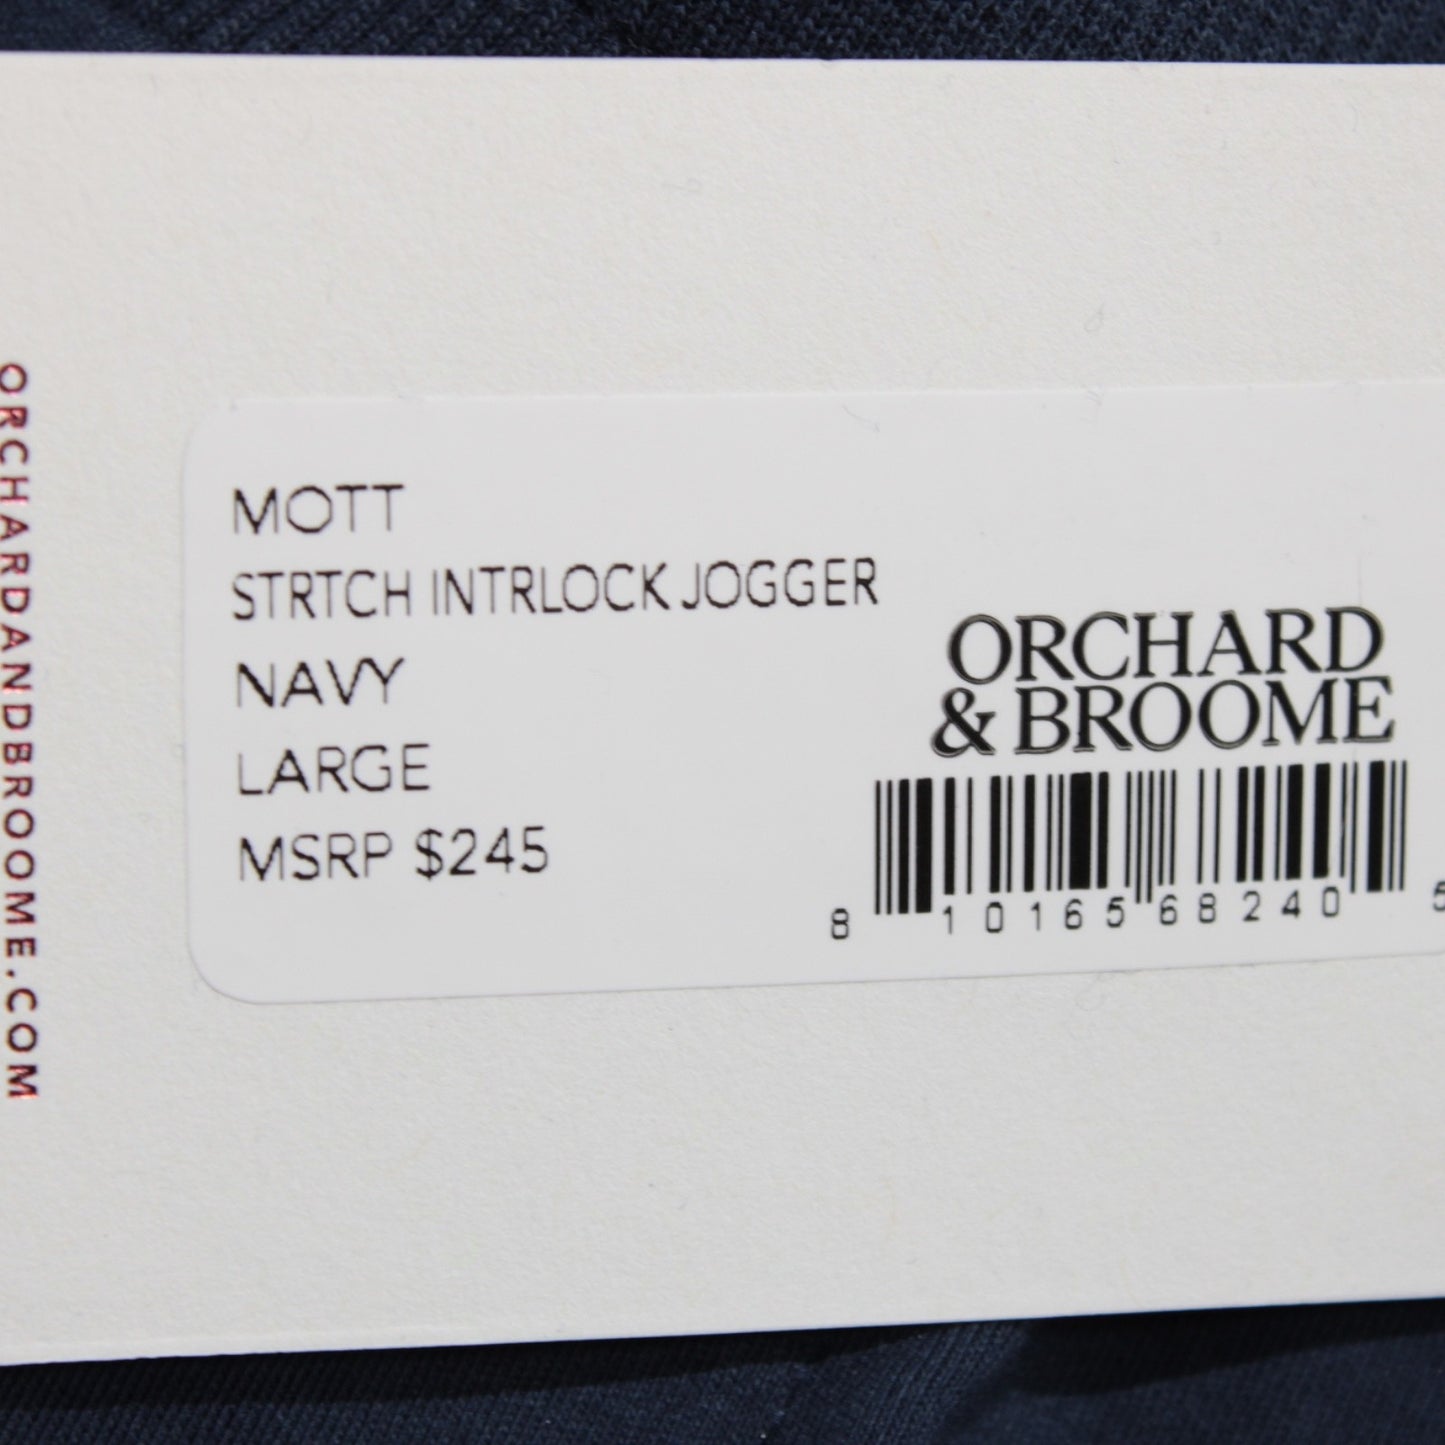 ORCHARDANDBROOME.COM
MOTT
STRTCH INTRLOCK JOGGER
NAVY
LARGE
MSRP $245
ORCHARD
& BROOME
8 10165 68240 5